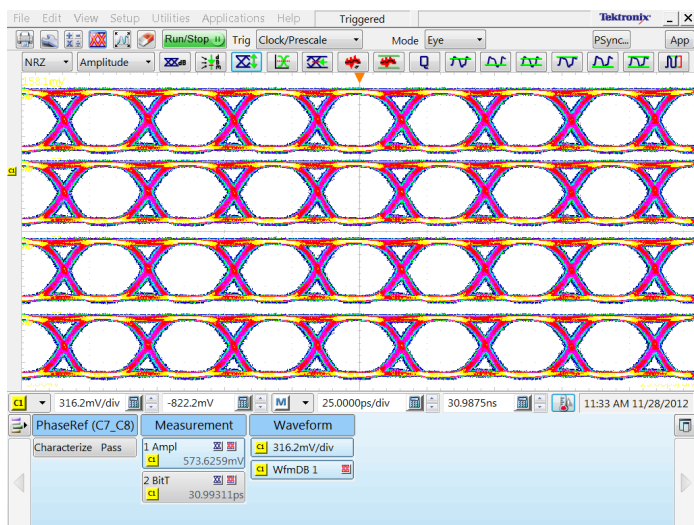 File Edit View Setup Utilities Applications Help Triggered Tektronix
Run/Stop Trig Clock/Prescale Mode Eye PSync... App
NRZ Amplitude Q
C1
C1 316.2mV/div -822.2mV M 25.0000ps/div 30.9875ns 11:33 AM 11/28/2012
PhaseRef (C7_C8) Measurement Waveform
Characterize Pass 1 Ampl C1 316.2mV/div
C1 573.6259mV
C1 WfmDB 1
2 BitT
C1 30.99311ps